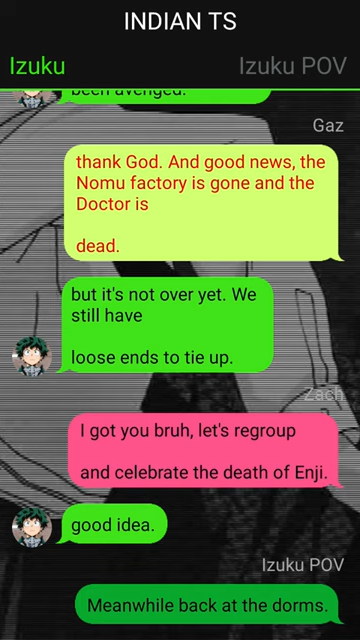 INDIAN TS
Izuku
Izuku POV
been avenged.
Gaz
thank God. And good news, the
Nomu factory is gone and the
Doctor is
dead.
but it's not over yet. We
still have
loose ends to tie up.
Zach
I got you bruh, let's regroup
and celebrate the death of Enji.
good idea.
Izuku POV
Meanwhile back at the dorms.